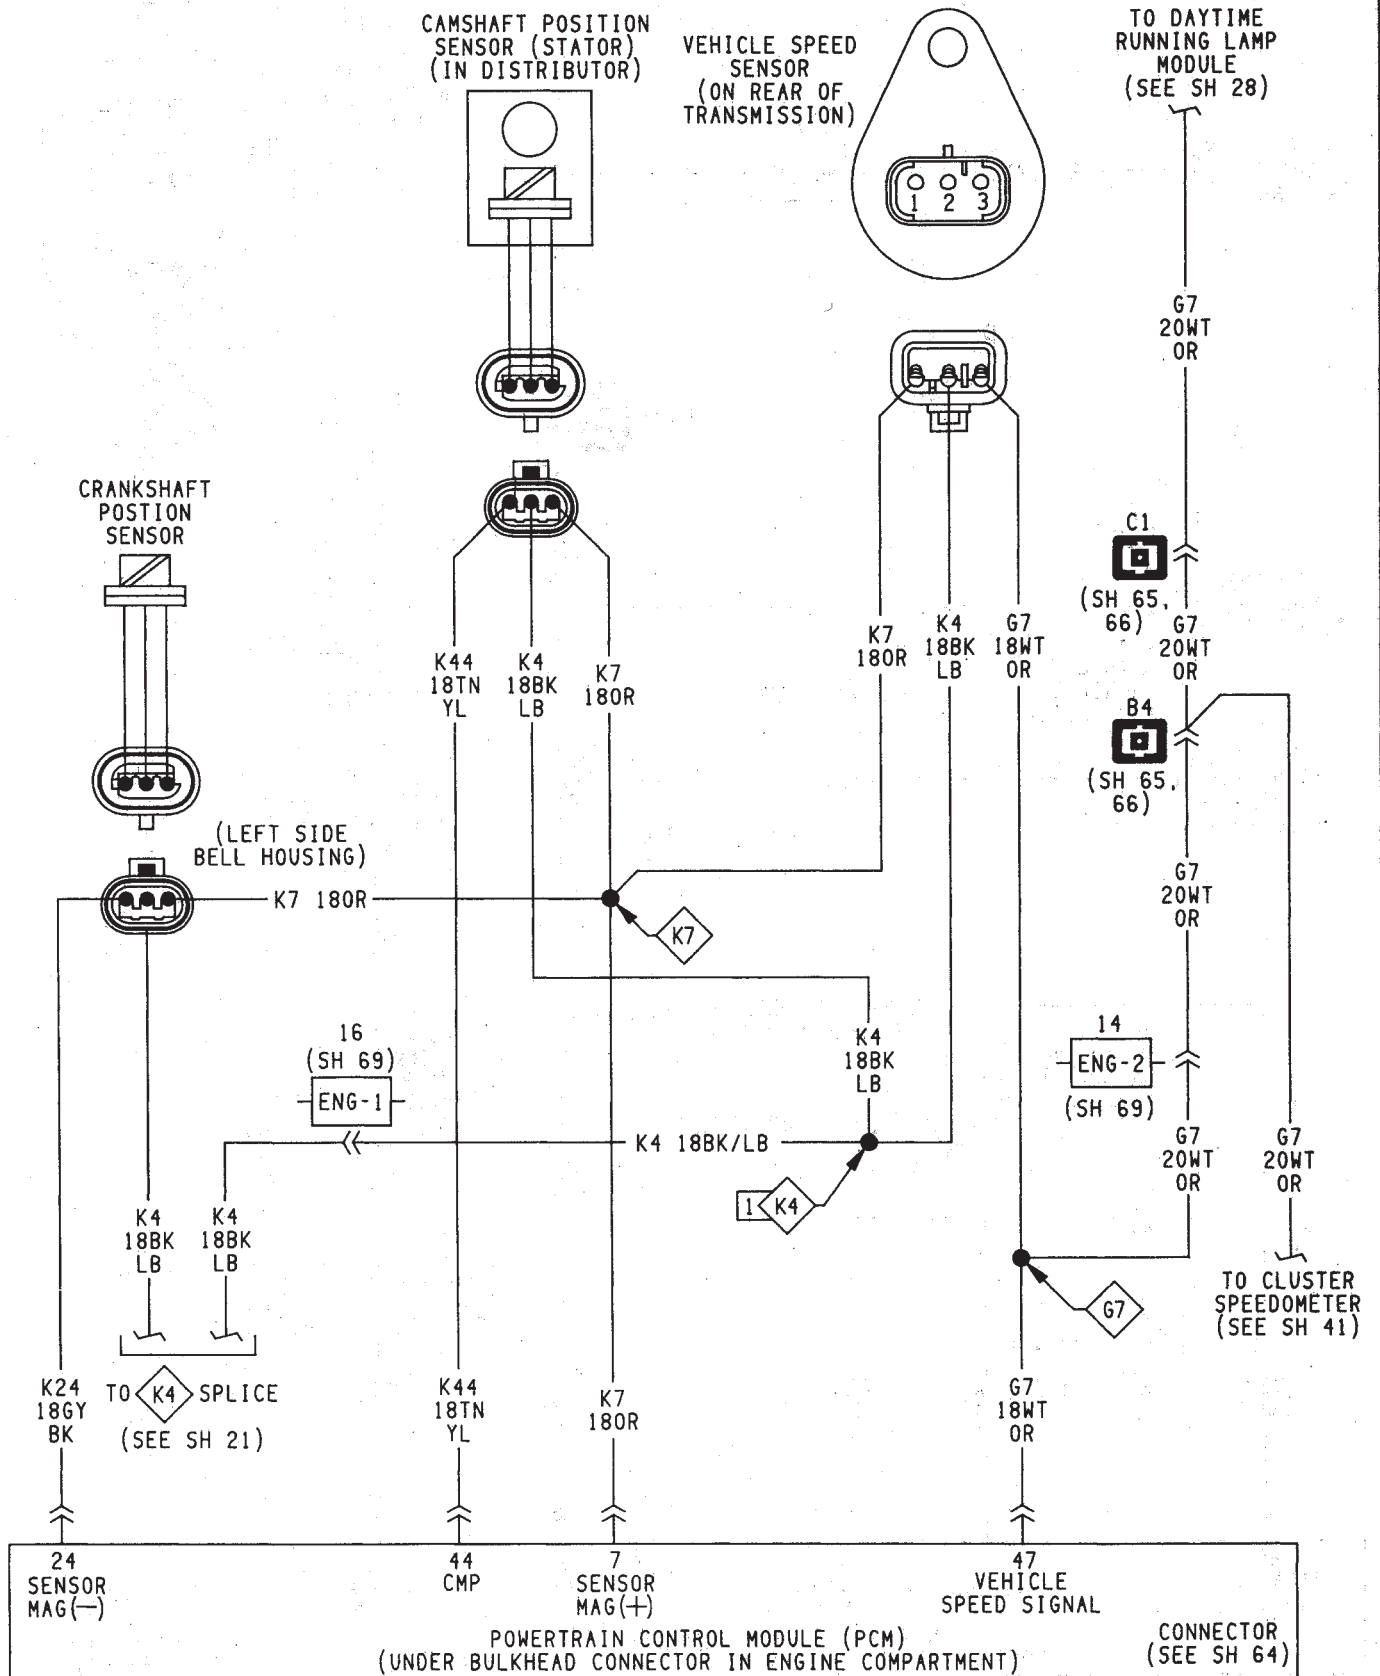 CAMSHAFT POSITION
SENSOR (STATOR)
(IN DISTRIBUTOR)
VEHICLE SPEED
SENSOR
(ON REAR OF
TRANSMISSION)
TO DAYTIME
RUNNING LAMP
MODULE
(SEE SH 28)
1 2 3
G7
20WT
OR
CRANKSHAFT
POSTION
SENSOR
C1
(SH 65,
66)
G7
20WT
OR
K44
18TN
YL
K4
18BK
LB
K7
18OR
K7
18OR
K4
18BK
LB
G7
18WT
OR
B4
(SH 65,
66)
(LEFT SIDE
BELL HOUSING)
K7 18OR
K7
G7
20WT
OR
16
(SH 69)
ENG-1
K4
18BK
LB
14
ENG-2
(SH 69)
K4 18BK/LB
1 K4
G7
20WT
OR
G7
20WT
OR
K4
18BK
LB
K4
18BK
LB
G7
TO CLUSTER
SPEEDOMETER
(SEE SH 41)
K24
18GY
BK
TO K4 SPLICE
(SEE SH 21)
K44
18TN
YL
K7
18OR
G7
18WT
OR
24
SENSOR
MAG(—)
44
CMP
7
SENSOR
MAG(+)
47
VEHICLE
SPEED SIGNAL
CONNECTOR
(SEE SH 64)
POWERTRAIN CONTROL MODULE (PCM)
(UNDER BULKHEAD CONNECTOR IN ENGINE COMPARTMENT)